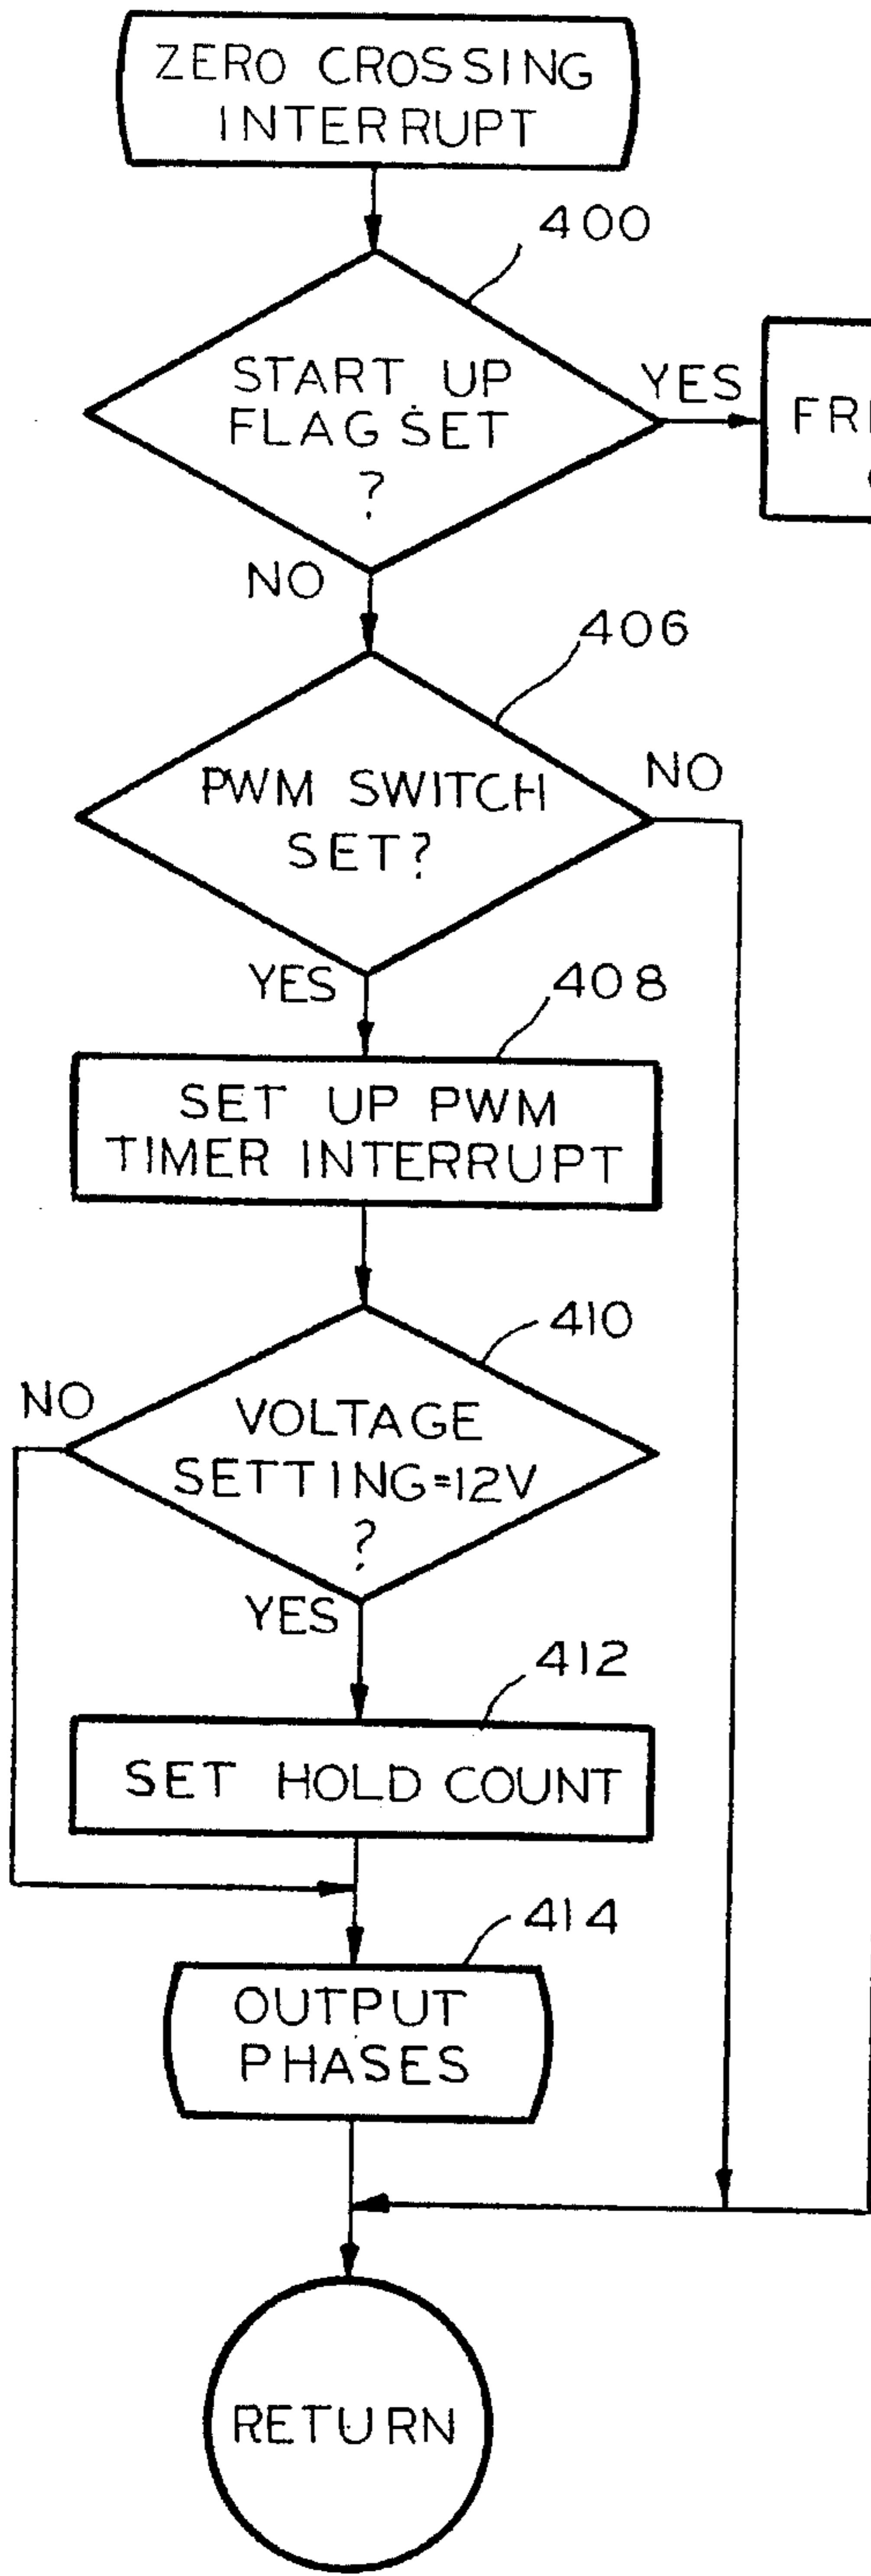 ZERO CROSSING
INTERRUPT
400
START UP
FLAG SET
?
YES
NO
406
PWM SWITCH
SET?
NO
YES
408
SET UP PWM
TIMER INTERRUPT
410
NO
VOLTAGE
SETTING=12V
?
YES
412
SET HOLD COUNT
414
OUTPUT
PHASES
RETURN